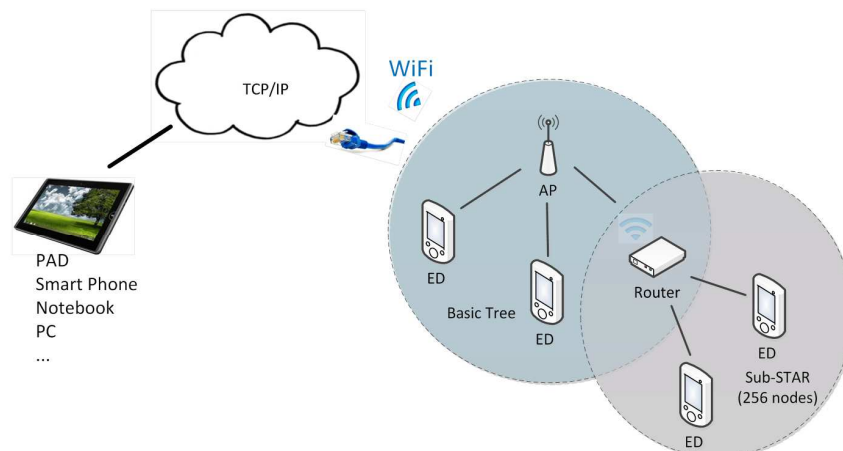 WiFi
TCP/IP
AP
PAD
Smart Phone
Notebook
PC
...
ED
Basic Tree
ED
Router
ED
Sub-STAR
(256 nodes)
ED